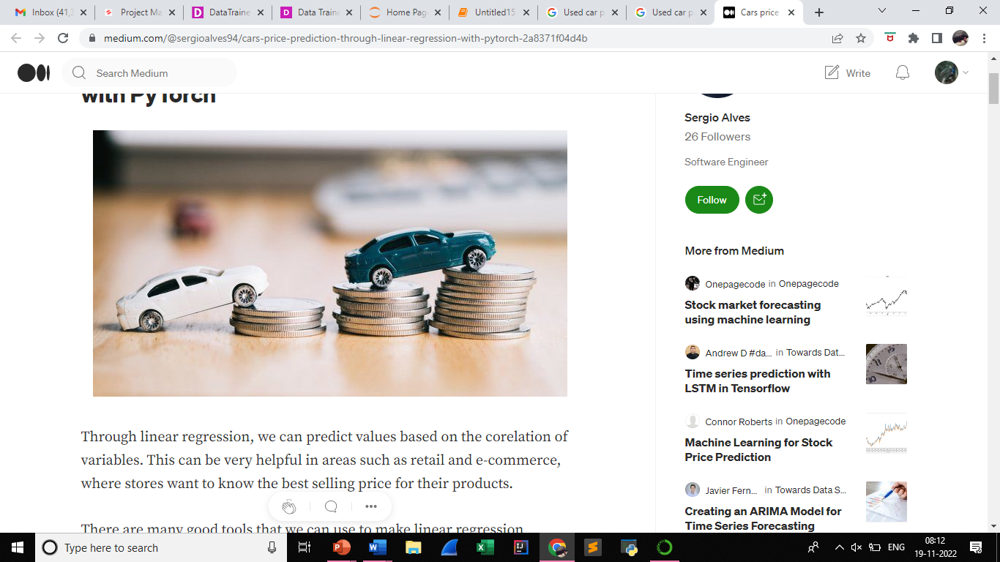 Inbox (41,3
Project Ma
DataTraine
Data Traine
Home Pag
Untitled15
Used car p
Used car p
Cars price
medium.com/@sergioalves94/cars-price-prediction-through-linear-regression-with-pytorch-2a8371f04d4b
Search Medium
Write
with PyTorch
Sergio Alves
26 Followers
Software Engineer
Follow
More from Medium
Onepagecode in Onepagecode
Stock market forecasting
using machine learning
Andrew D #da... in Towards Dat...
Time series prediction with
LSTM in Tensorflow
Connor Roberts in Onepagecode
Machine Learning for Stock
Price Prediction
Javier Fern... in Towards Data S...
Creating an ARIMA Model for
Time Series Forecasting
Through linear regression, we can predict values based on the corelation of
variables. This can be very helpful in areas such as retail and e-commerce,
where stores want to know the best selling price for their products.
There are many good tools that we can use to make linear regression
Type here to search
ENG
08:12
19-11-2022